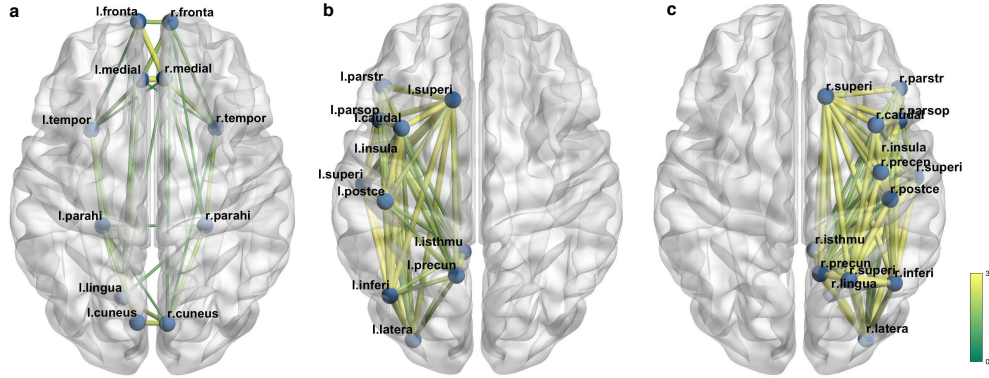 a
l.fronta r.fronta
l.medial r.medial
l.tempor r.tempor
l.parahi r.parahi
l.lingua
l.cuneus r.cuneus
b
l.parstr
l.superi
l.parsop
l.caudal
l.insula
l.superi
l.postce
l.isthmu
l.precun
l.inferi
l.latera
c
r.parstr
r.superi
r.parsop
r.caudal
r.insula
r.precen
r.superi
r.postce
r.isthmu
r.precun
r.superi
r.inferi
r.lingua
r.latera
3
0